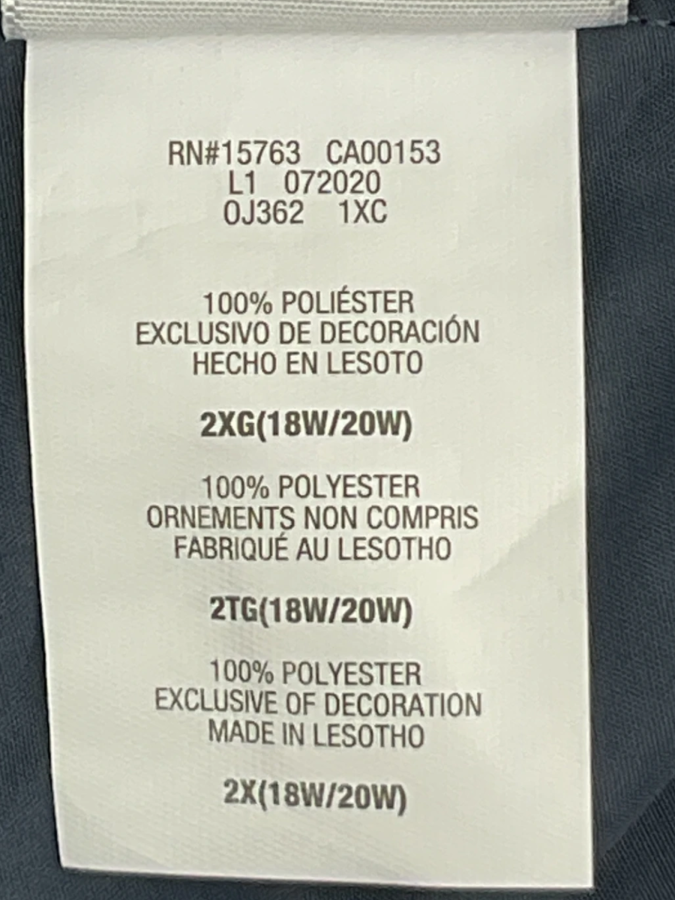 RN#15763 CA00153
L1 072020
OJ362 1XC
100% POLIÉSTER
EXCLUSIVO DE DECORACIÓN
HECHO EN LESOTO
2XG(18W/20W)
100% POLYESTER
ORNEMENTS NON COMPRIS
FABRIQUÉ AU LESOTHO
2TG(18W/20W)
100% POLYESTER
EXCLUSIVE OF DECORATION
MADE IN LESOTHO
2X(18W/20W)